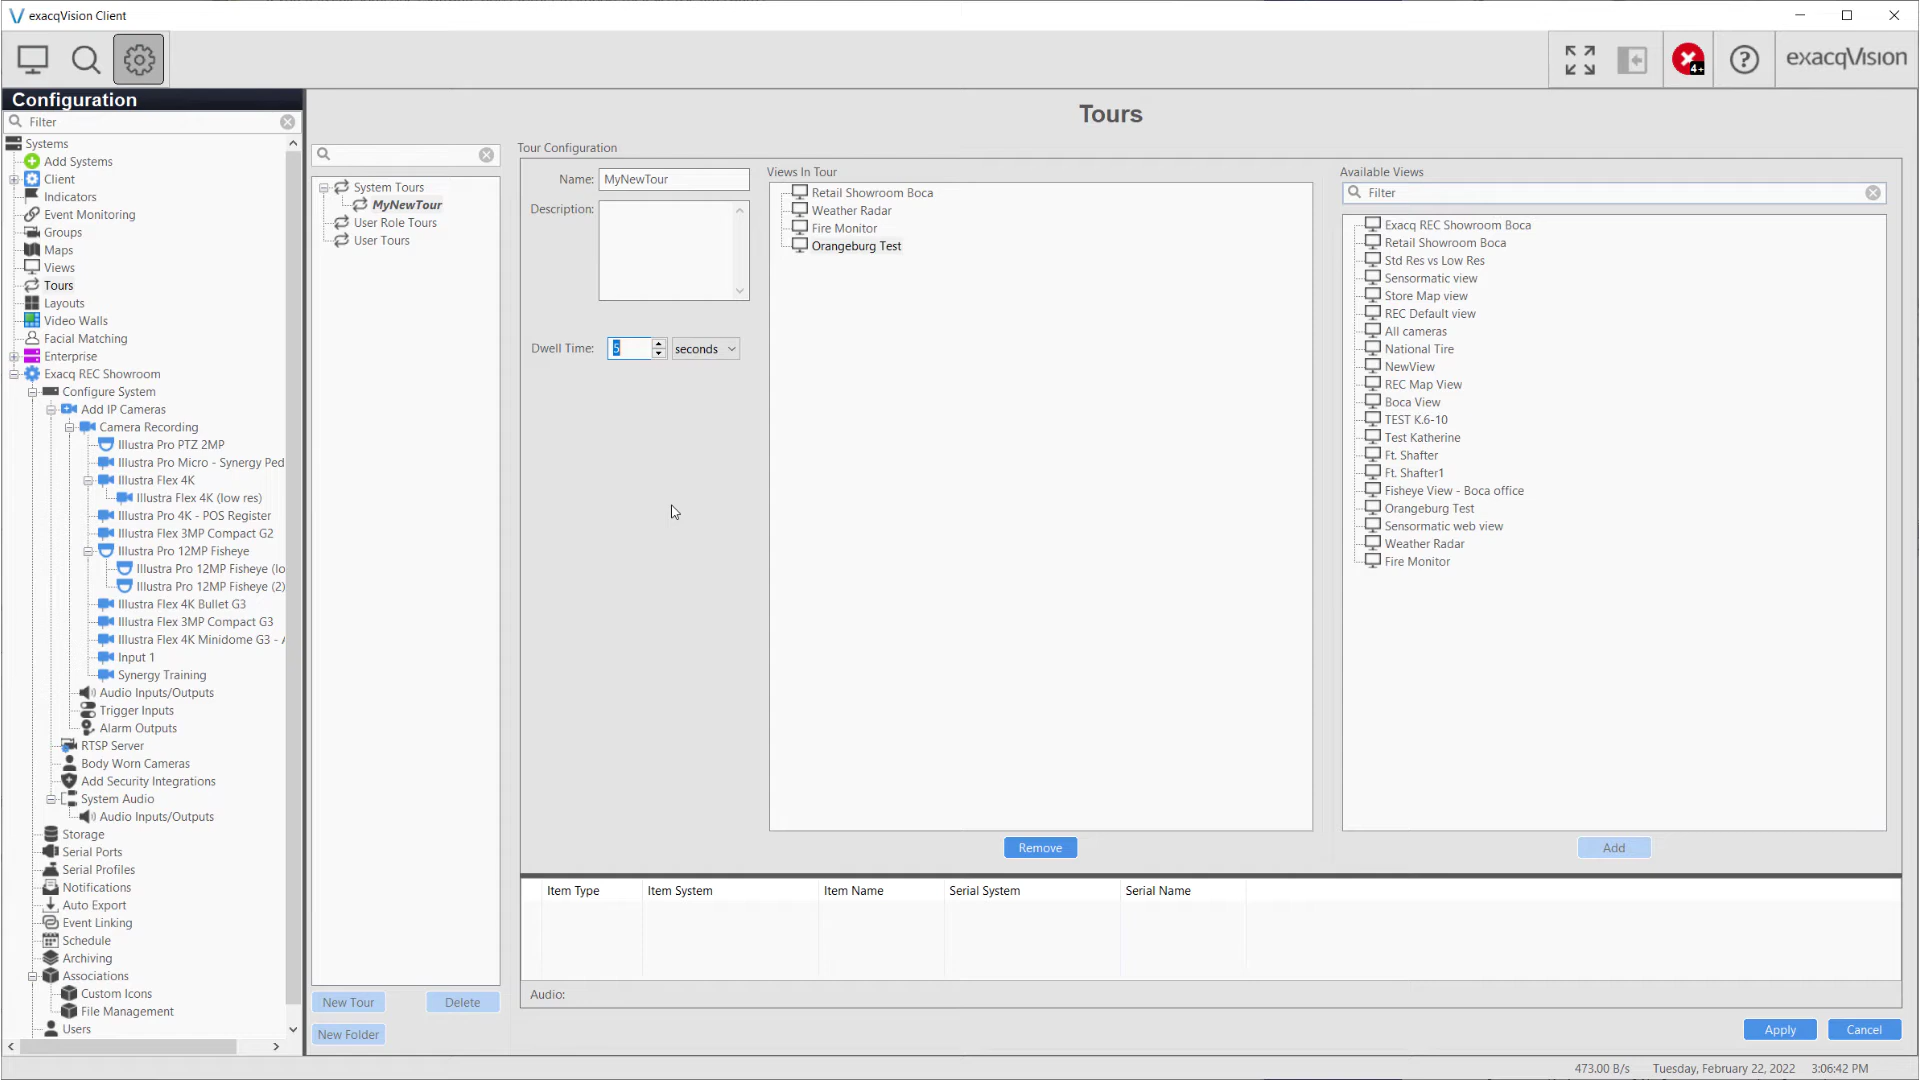 exacqVision Client
4+
exacqVision
Configuration
Filter
Systems
Add Systems
Client
Indicators
Event Monitoring
Groups
Maps
Views
Tours
Layouts
Video Walls
Facial Matching
Enterprise
Exacq REC Showroom
Configure System
Add IP Cameras
Camera Recording
Illustra Pro PTZ 2MP
Illustra Pro Micro - Synergy Ped
Illustra Flex 4K
Illustra Flex 4K (low res)
Illustra Pro 4K - POS Register
Illustra Flex 3MP Compact G2
Illustra Pro 12MP Fisheye
Illustra Pro 12MP Fisheye (lo
Illustra Pro 12MP Fisheye (2)
Illustra Flex 4K Bullet G3
Illustra Flex 3MP Compact G3
Illustra Flex 4K Minidome G3 - A
Input 1
Synergy Training
Audio Inputs/Outputs
Trigger Inputs
Alarm Outputs
RTSP Server
Body Worn Cameras
Add Security Integrations
System Audio
Audio Inputs/Outputs
Storage
Serial Ports
Serial Profiles
Notifications
Auto Export
Event Linking
Schedule
Archiving
Associations
Custom Icons
File Management
Users
System Tours
MyNewTour
User Role Tours
User Tours
New Tour
Delete
New Folder
Tours
Tour Configuration
Name: MyNewTour
Description:
Dwell Time: 5 seconds
Views In Tour
Retail Showroom Boca
Weather Radar
Fire Monitor
Orangeburg Test
Remove
Available Views
Filter
Exacq REC Showroom Boca
Retail Showroom Boca
Std Res vs Low Res
Sensormatic view
Store Map view
REC Default view
All cameras
National Tire
NewView
REC Map View
Boca View
TEST K.6-10
Test Katherine
Ft. Shafter
Ft. Shafter1
Fisheye View - Boca office
Orangeburg Test
Sensormatic web view
Weather Radar
Fire Monitor
Add
Item Type Item System Item Name Serial System Serial Name
Audio:
Apply
Cancel
473.00 B/s Tuesday, February 22, 2022 3:06:42 PM